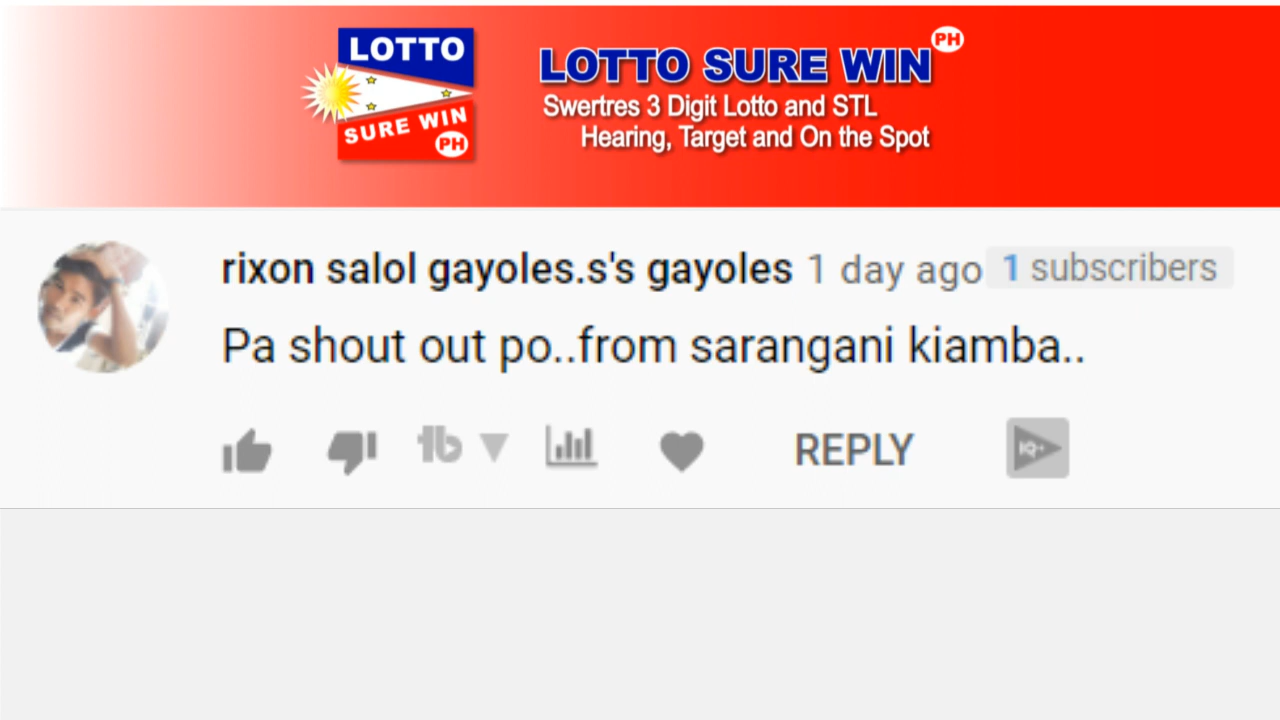 LOTTO
SURE WIN
PH
LOTTO SURE WIN PH
Swertres 3 Digit Lotto and STL
Hearing, Target and On the Spot
rixon salol gayoles.s's gayoles 1 day ago 1 subscribers
Pa shout out po..from sarangani kiamba..
REPLY